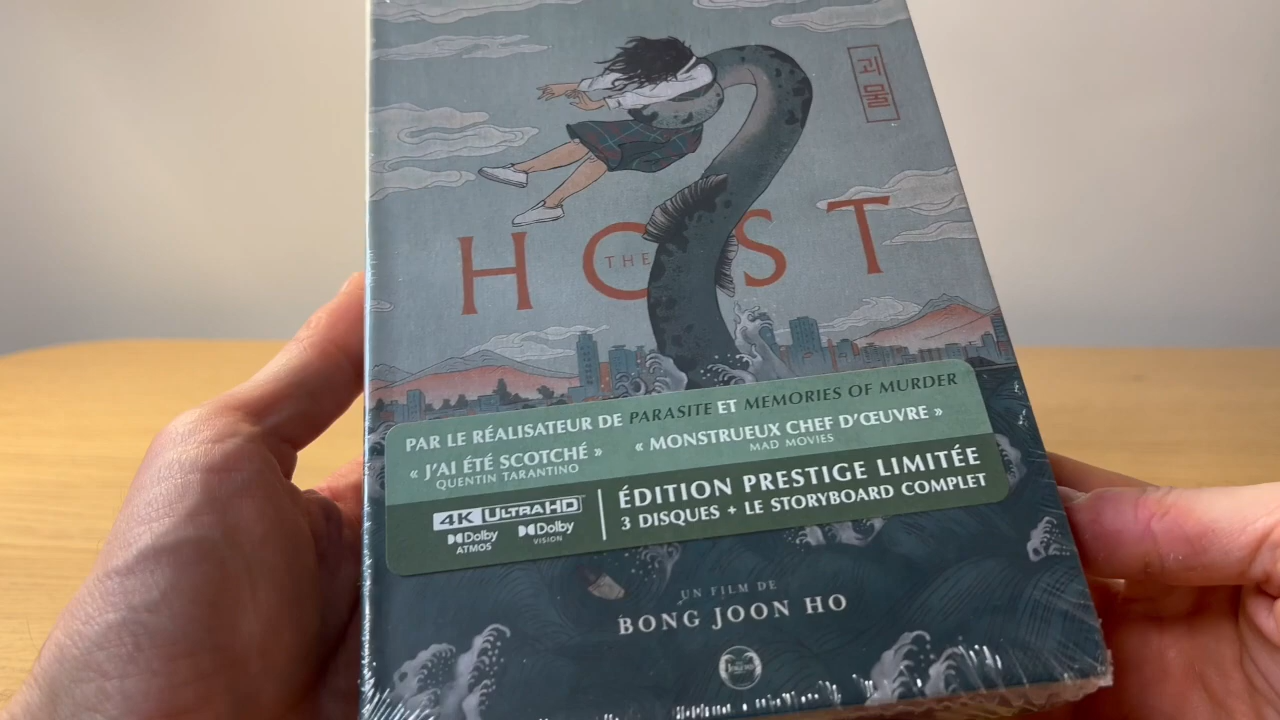 괴물
THE
HOST
PAR LE RÉALISATEUR DE PARASITE ET MEMORIES OF MURDER
« J'AI ÉTÉ SCOTCHÉ »
QUENTIN TARANTINO
« MONSTRUEUX CHEF D'ŒUVRE »
MAD MOVIES
4K ULTRA HD
Dolby
ATMOS
Dolby
VISION
ÉDITION PRESTIGE LIMITÉE
3 DISQUES + LE STORYBOARD COMPLET
UN FILM DE
BONG JOON HO